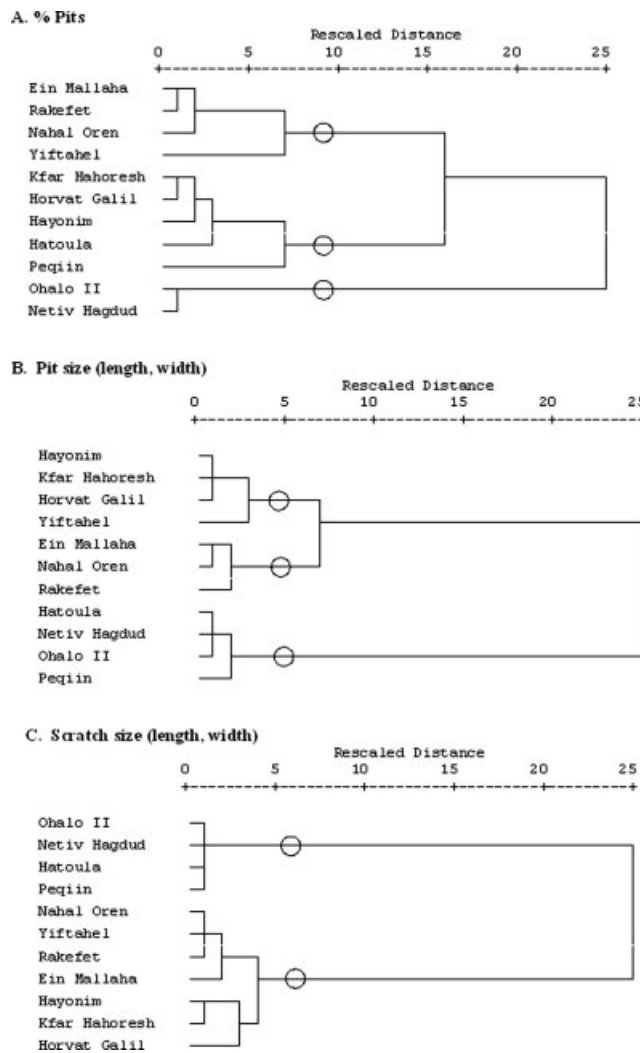 A. % Pits
Rescaled Distance
0 5 10 15 20 25
Ein Mallaha
Rakefet
Nahal Oren
Yiftahel
Kfar Hahoresh
Horvat Galil
Hayonim
Hatoula
Peqiin
Ohalo II
Netiv Hagdud
B. Pit size (length, width)
Rescaled Distance
0 5 10 15 20 25
Hayonim
Kfar Hahoresh
Horvat Galil
Yiftahel
Ein Mallaha
Nahal Oren
Rakefet
Hatoula
Netiv Hagdud
Ohalo II
Peqiin
C. Scratch size (length, width)
Rescaled Distance
0 5 10 15 20 25
Ohalo II
Netiv Hagdud
Hatoula
Peqiin
Nahal Oren
Yiftahel
Rakefet
Ein Mallaha
Hayonim
Kfar Hahoresh
Horvat Galil